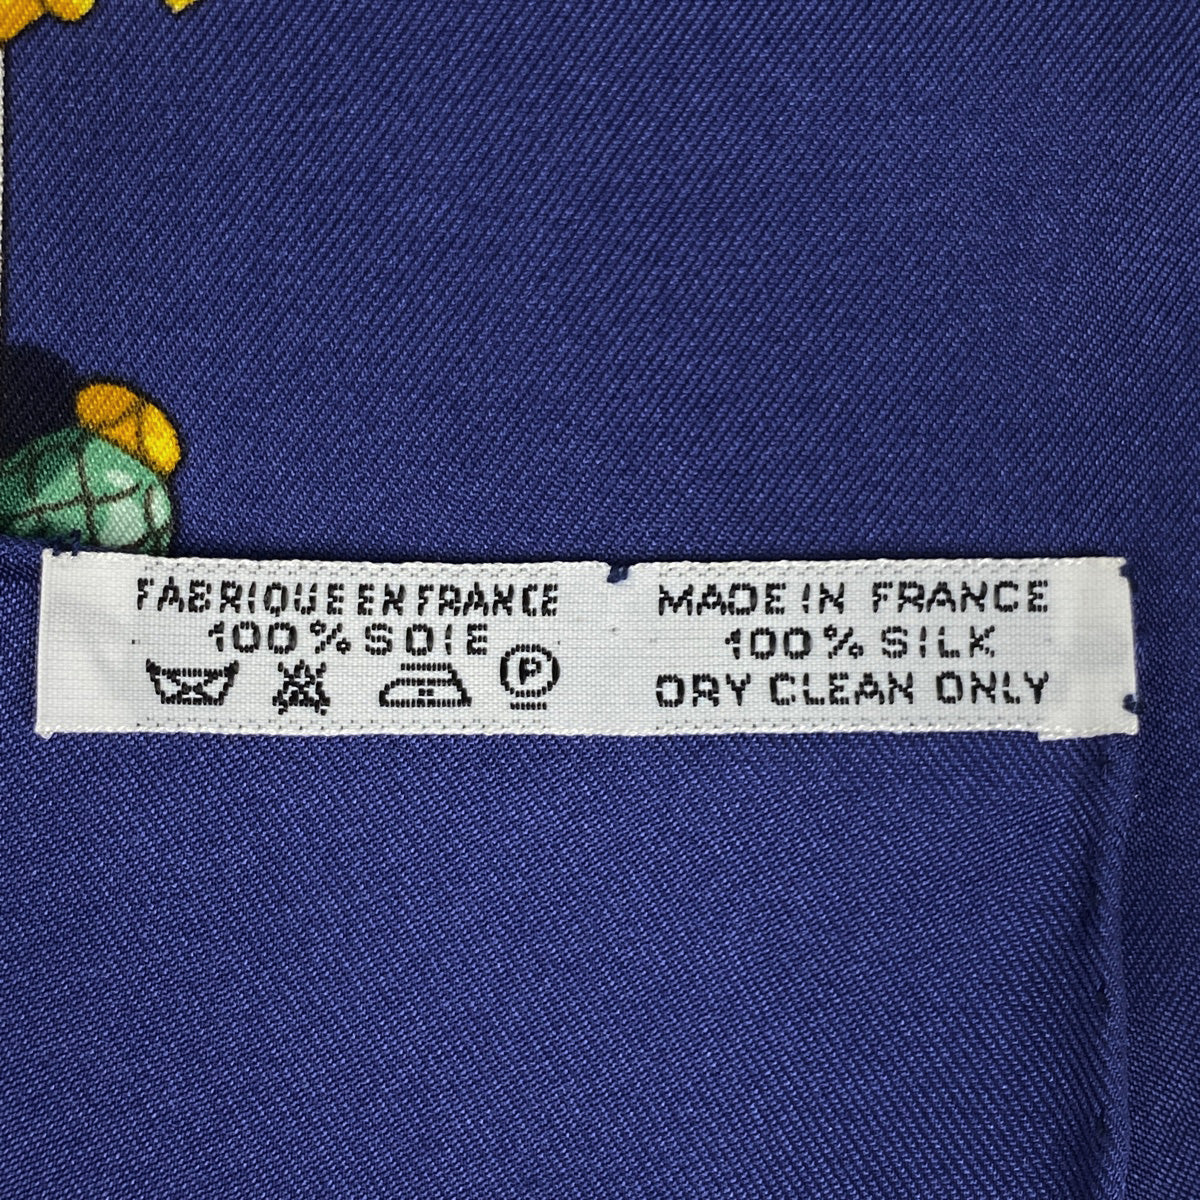 FABRIQUE EN FRANCE
100% SOIE
P
MADE IN FRANCE
100% SILK
DRY CLEAN ONLY